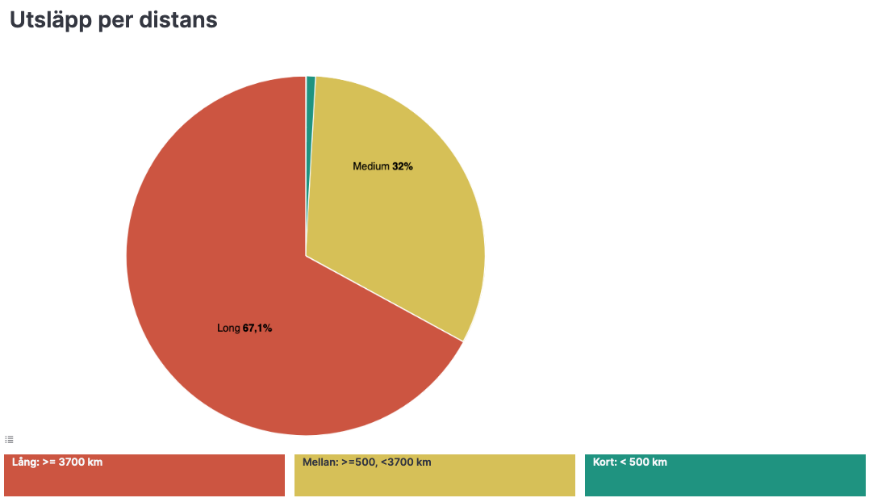 Utsläpp per distans
Medium 32%
Long 67,1%
Lång: >= 3700 km
Mellan: >=500, <3700 km
Kort: < 500 km